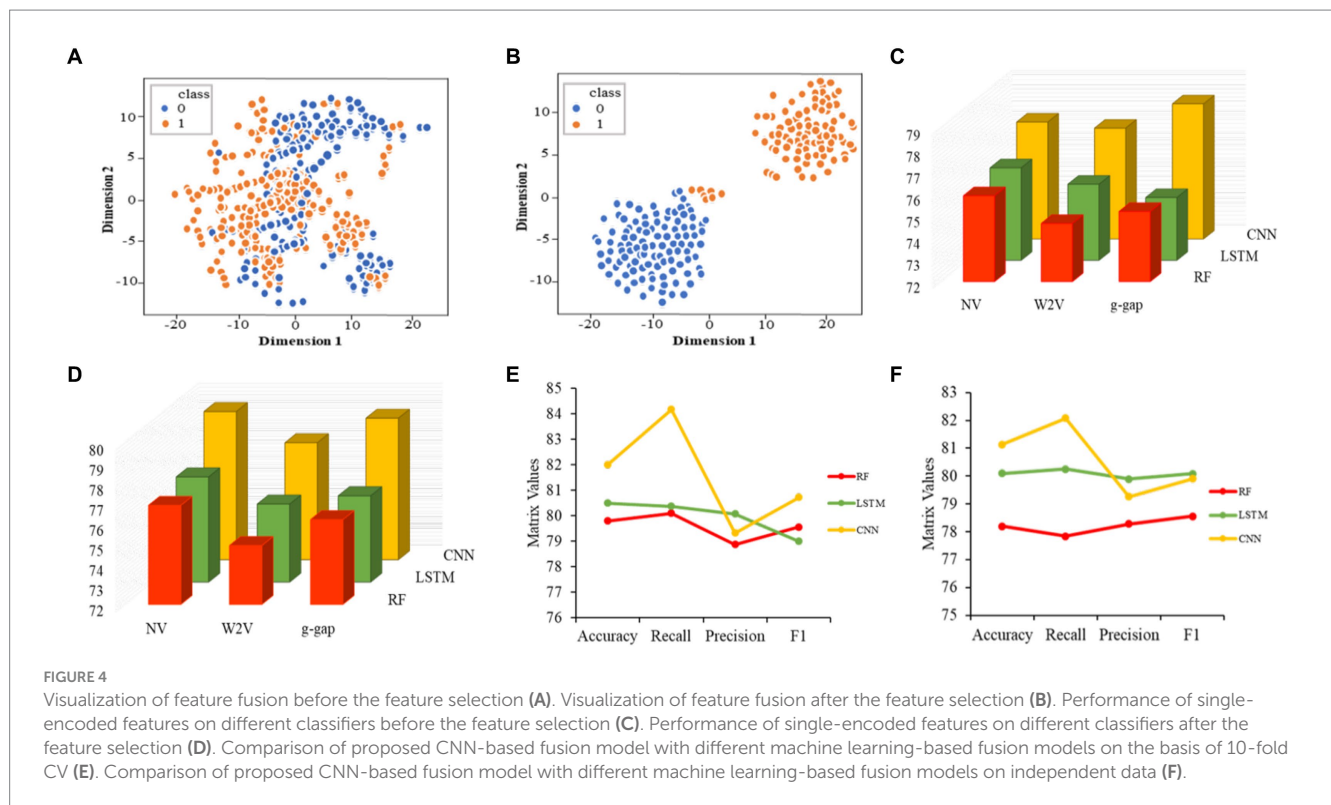 A
class
0
1
10
5
0
-5
-10
-20
-10
0
10
20
Dimension 2
Dimension 1
B
class
0
1
10
5
0
-5
-10
-20
-10
0
10
20
Dimension 2
Dimension 1
C
79
78
77
76
75
74
73
72
NV
W2V
g-gap
CNN
LSTM
RF
D
80
79
78
77
76
75
74
73
72
NV
W2V
g-gap
CNN
LSTM
RF
E
85
84
83
82
81
80
79
78
77
76
Matrix Values
Accuracy
Recall
Precision
F1
RF
LSTM
CNN
F
83
82
81
80
79
78
77
76
75
Matrix Values
Accuracy
Recall
Precision
F1
RF
LSTM
CNN
FIGURE 4
Visualization of feature fusion before the feature selection (A). Visualization of feature fusion after the feature selection (B). Performance of single-
encoded features on different classifiers before the feature selection (C). Performance of single-encoded features on different classifiers after the
feature selection (D). Comparison of proposed CNN-based fusion model with different machine learning-based fusion models on the basis of 10-fold
CV (E). Comparison of proposed CNN-based fusion model with different machine learning-based fusion models on independent data (F).